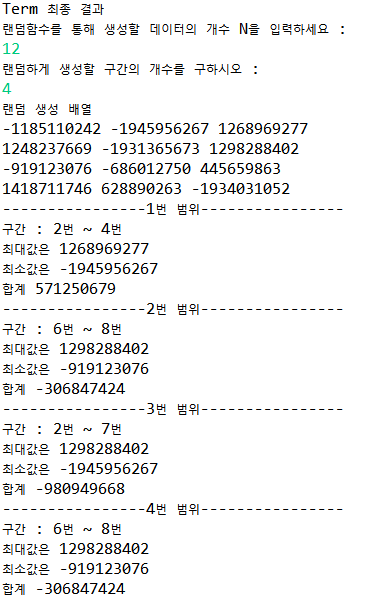 Term 최종 결과
랜덤함수를 통해 생성할 데이터의 개수 N을 입력하세요 :
12
랜덤하게 생성할 구간의 개수를 구하시오 :
4
랜덤 생성 배열
-1185110242 -1945956267 1268969277
1248237669 -1931365673 1298288402
-919123076 -686012750 445659863
1418711746 628890263 -1934031052
----------------1번 범위----------------
구간 : 2번 ~ 4번
최대값은 1268969277
최소값은 -1945956267
합계 571250679
----------------2번 범위----------------
구간 : 6번 ~ 8번
최대값은 1298288402
최소값은 -919123076
합계 -306847424
----------------3번 범위----------------
구간 : 2번 ~ 7번
최대값은 1298288402
최소값은 -1945956267
합계 -980949668
----------------4번 범위----------------
구간 : 6번 ~ 8번
최대값은 1298288402
최소값은 -919123076
합계 -306847424